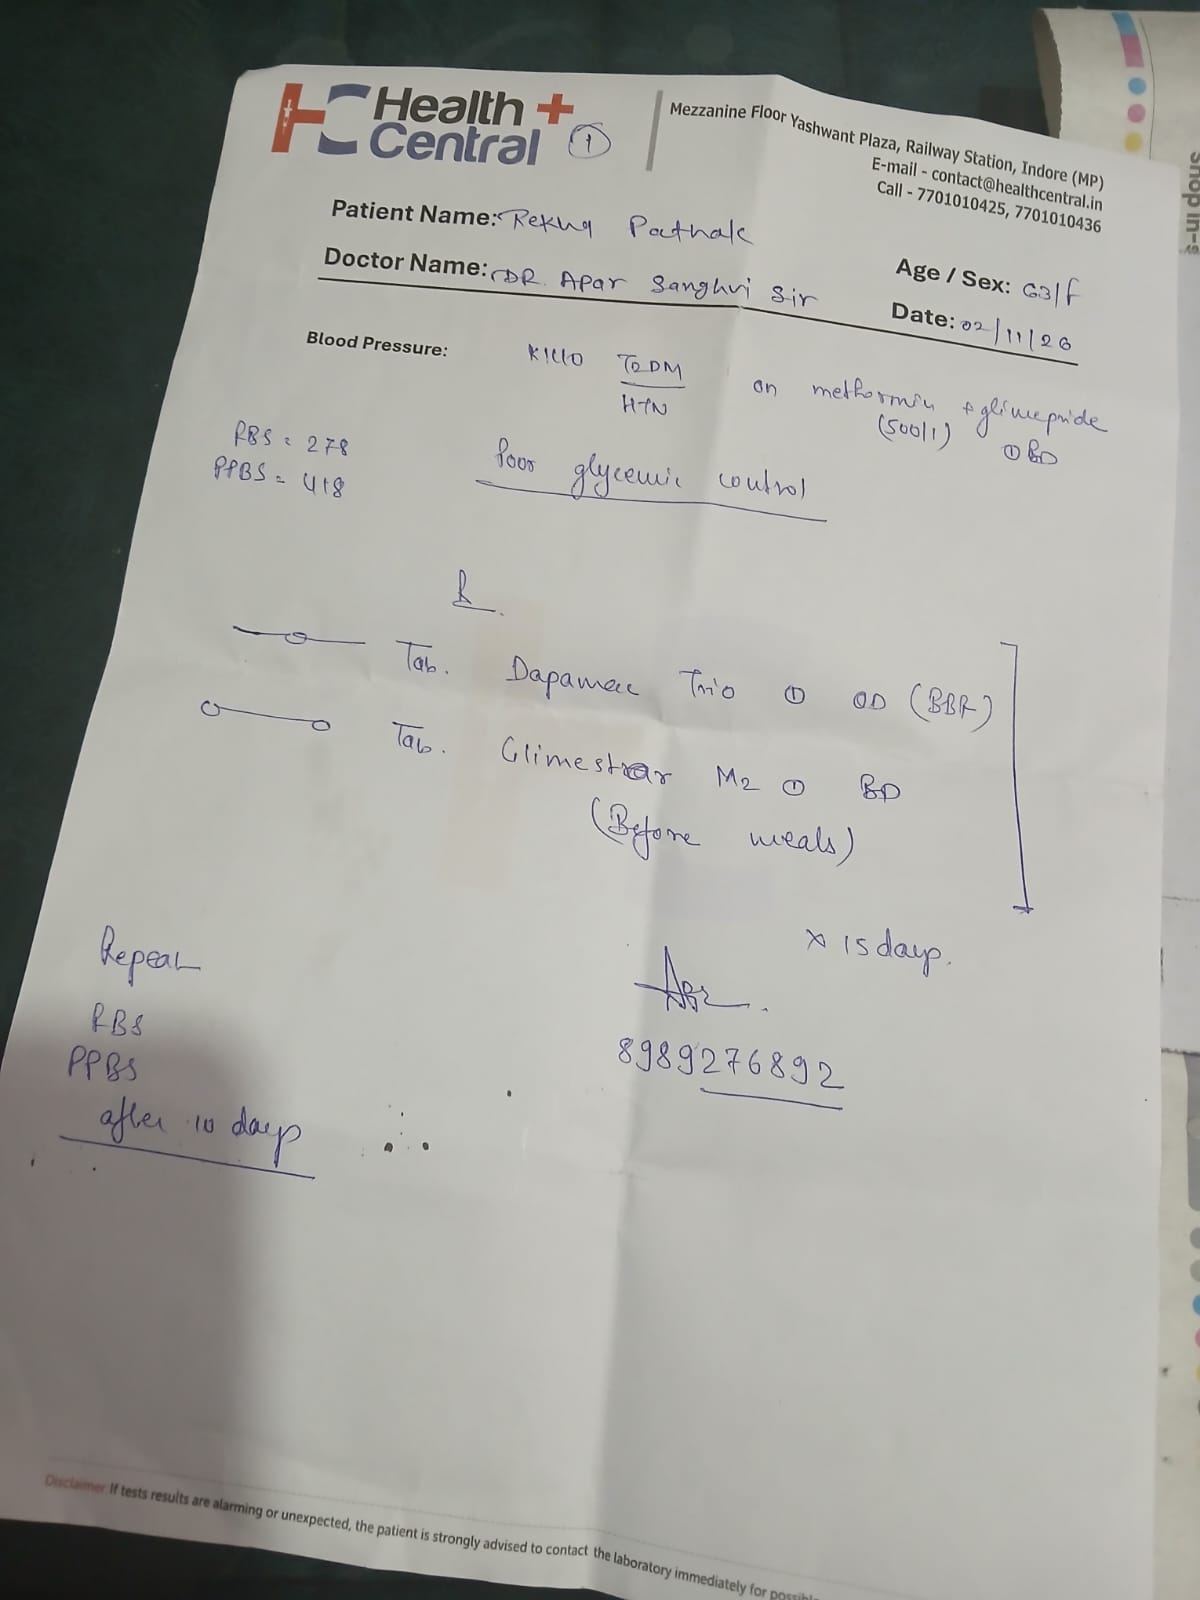 HC Health + Central
1
Mezzanine Floor Yashwant Plaza, Railway Station, Indore (MP)
E-mail - contact@healthcentral.in
Call - 7701010425, 7701010436
Patient Name: Rekha Pathak
Age / Sex: 63/f
Doctor Name: DR. Apar Sanghvi Sir
Date: 02/11/26
Blood Pressure:
K/c/o T2DM
HTN
on metformin + glimepride
(500/1) 1 BD
RBS = 278
PPBS = 418
Poor glycemic control
R
Tab. Dapamac Trio 1 OD (BBF)
Tab. Glimestar M2 1 BD
(Before meals)
x 15 days.
Repeat
RBS
PPBS
after 10 days
8989276892
Disclaimer: If tests results are alarming or unexpected, the patient is strongly advised to contact the laboratory immediately for